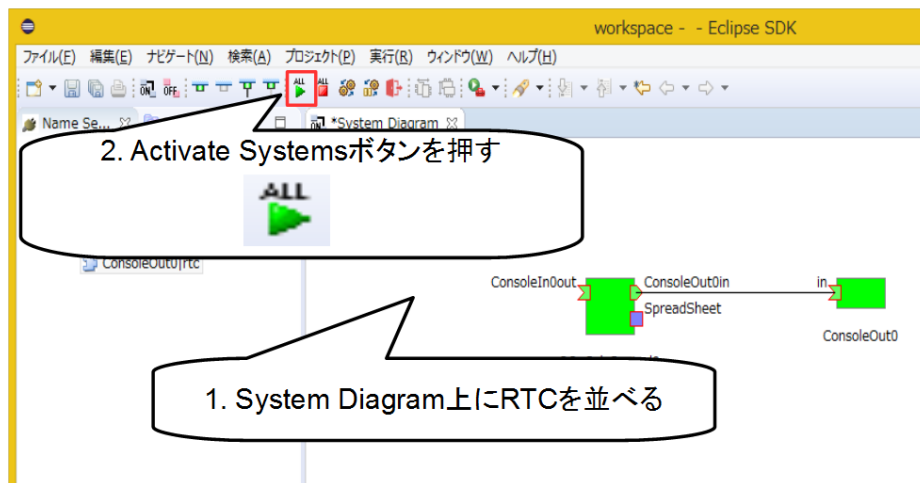 workspace - - Eclipse SDK
ファイル(F) 編集(E) ナビゲート(N) 検索(A) プロジェクト(P) 実行(R) ウィンドウ(W) ヘルプ(H)
ON OFF ALL
Name Se... *System Diagram
2. Activate Systemsボタンを押す
ALL
ConsoleOut0|rtc
ConsoleIn0out ConsoleOut0in in
SpreadSheet
ConsoleOut0
1. System Diagram上にRTCを並べる